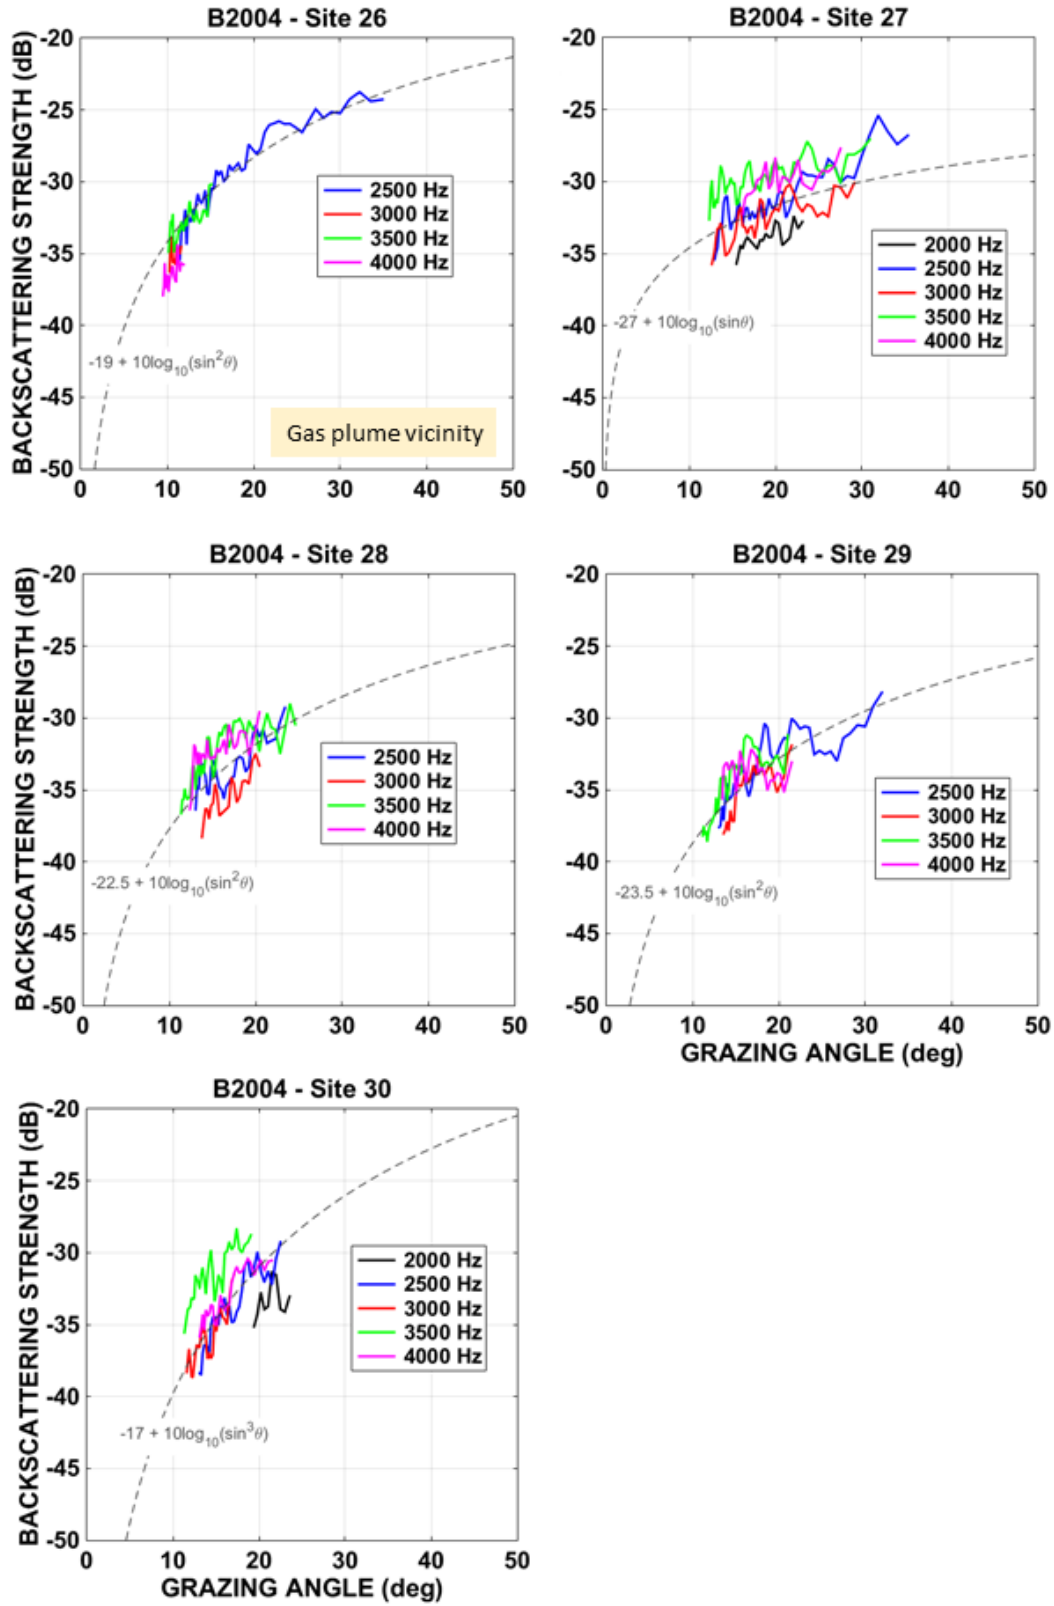 B2004 - Site 26
BACKSCATTERING STRENGTH (dB)
-20
-25
-30
-35
-40
-45
-50
0 10 20 30 40 50
2500 Hz
3000 Hz
3500 Hz
4000 Hz
-19 + 10log10(sin²θ)
Gas plume vicinity
B2004 - Site 27
-20
-25
-30
-35
-40
-45
-50
0 10 20 30 40 50
2000 Hz
2500 Hz
3000 Hz
3500 Hz
4000 Hz
-27 + 10log10(sinθ)
B2004 - Site 28
BACKSCATTERING STRENGTH (dB)
-20
-25
-30
-35
-40
-45
-50
0 10 20 30 40 50
2500 Hz
3000 Hz
3500 Hz
4000 Hz
-22.5 + 10log10(sin²θ)
B2004 - Site 29
-20
-25
-30
-35
-40
-45
-50
0 10 20 30 40 50
2500 Hz
3000 Hz
3500 Hz
4000 Hz
-23.5 + 10log10(sin²θ)
GRAZING ANGLE (deg)
B2004 - Site 30
BACKSCATTERING STRENGTH (dB)
-20
-25
-30
-35
-40
-45
-50
0 10 20 30 40 50
2000 Hz
2500 Hz
3000 Hz
3500 Hz
4000 Hz
-17 + 10log10(sin³θ)
GRAZING ANGLE (deg)